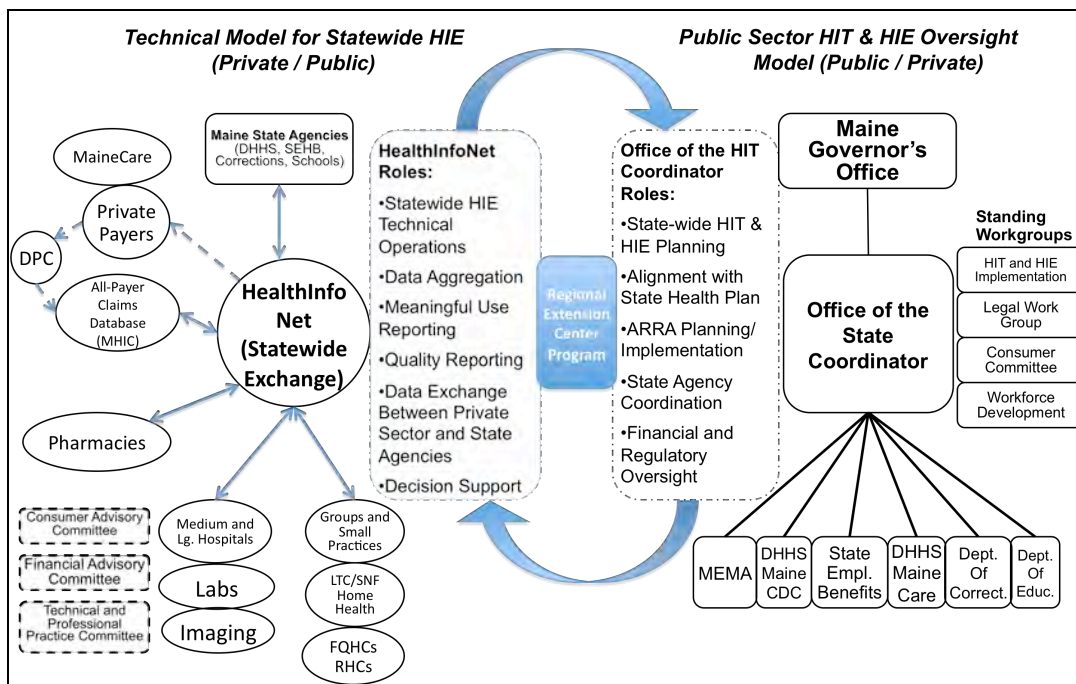 Technical Model for Statewide HIE
(Private / Public)
Public Sector HIT & HIE Oversight
Model (Public / Private)
MaineCare
Private
Payers
DPC
All-Payer
Claims
Database
(MHIC)
Pharmacies
Maine State Agencies
(DHHS, SEHB,
Corrections, Schools)
HealthInfo
Net
(Statewide
Exchange)
Consumer Advisory
Committee
Financial Advisory
Committee
Technical and
Professional
Practice Committee
Medium and
Lg. Hospitals
Labs
Imaging
Groups and
Small
Practices
LTC/SNF
Home
Health
FQHCs
RHCs
HealthInfoNet
Roles:
•Statewide HIE
Technical
Operations
•Data Aggregation
•Meaningful Use
Reporting
•Quality Reporting
•Data Exchange
Between Private
Sector and State
Agencies
•Decision Support
Regional
Extension
Center
Program
Office of the HIT
Coordinator
Roles:
•State-wide HIT &
HIE Planning
•Alignment with
State Health Plan
•ARRA Planning/
Implementation
•State Agency
Coordination
•Financial and
Regulatory
Oversight
Maine
Governor's
Office
Office of the
State
Coordinator
Standing
Workgroups
HIT and HIE
Implementation
Legal Work
Group
Consumer
Committee
Workforce
Development
MEMA
DHHS
Maine
CDC
State
Empl.
Benefits
DHHS
Maine
Care
Dept.
Of
Correct.
Dept.
Of
Educ.